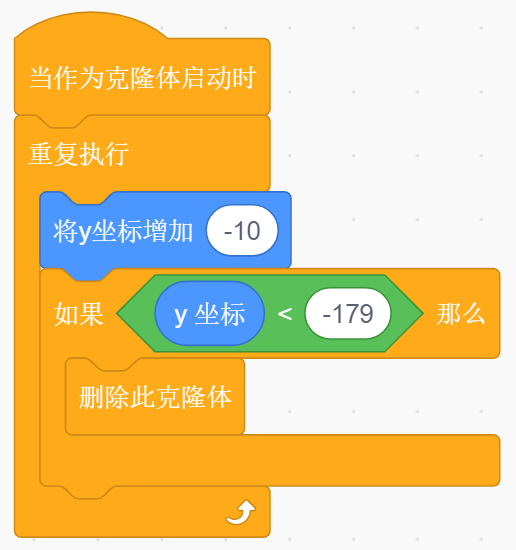 当作为克隆体启动时
重复执行
将y坐标增加 -10
如果 y 坐标 < -179 那么
删除此克隆体